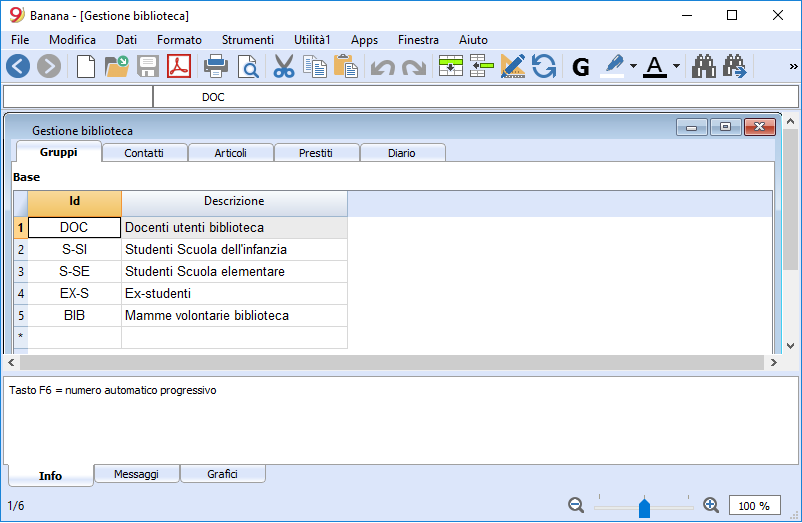 Banana - [Gestione biblioteca]
File Modifica Dati Formato Strumenti Utilità1 Apps Finestra Aiuto
G A »
DOC
Gestione biblioteca
Gruppi Contatti Articoli Prestiti Diario
Base
Id Descrizione
1 DOC Docenti utenti biblioteca
2 S-SI Studenti Scuola dell'infanzia
3 S-SE Studenti Scuola elementare
4 EX-S Ex-studenti
5 BIB Mamme volontarie biblioteca
*
Tasto F6 = numero automatico progressivo
Info Messaggi Grafici
1/6 100 %